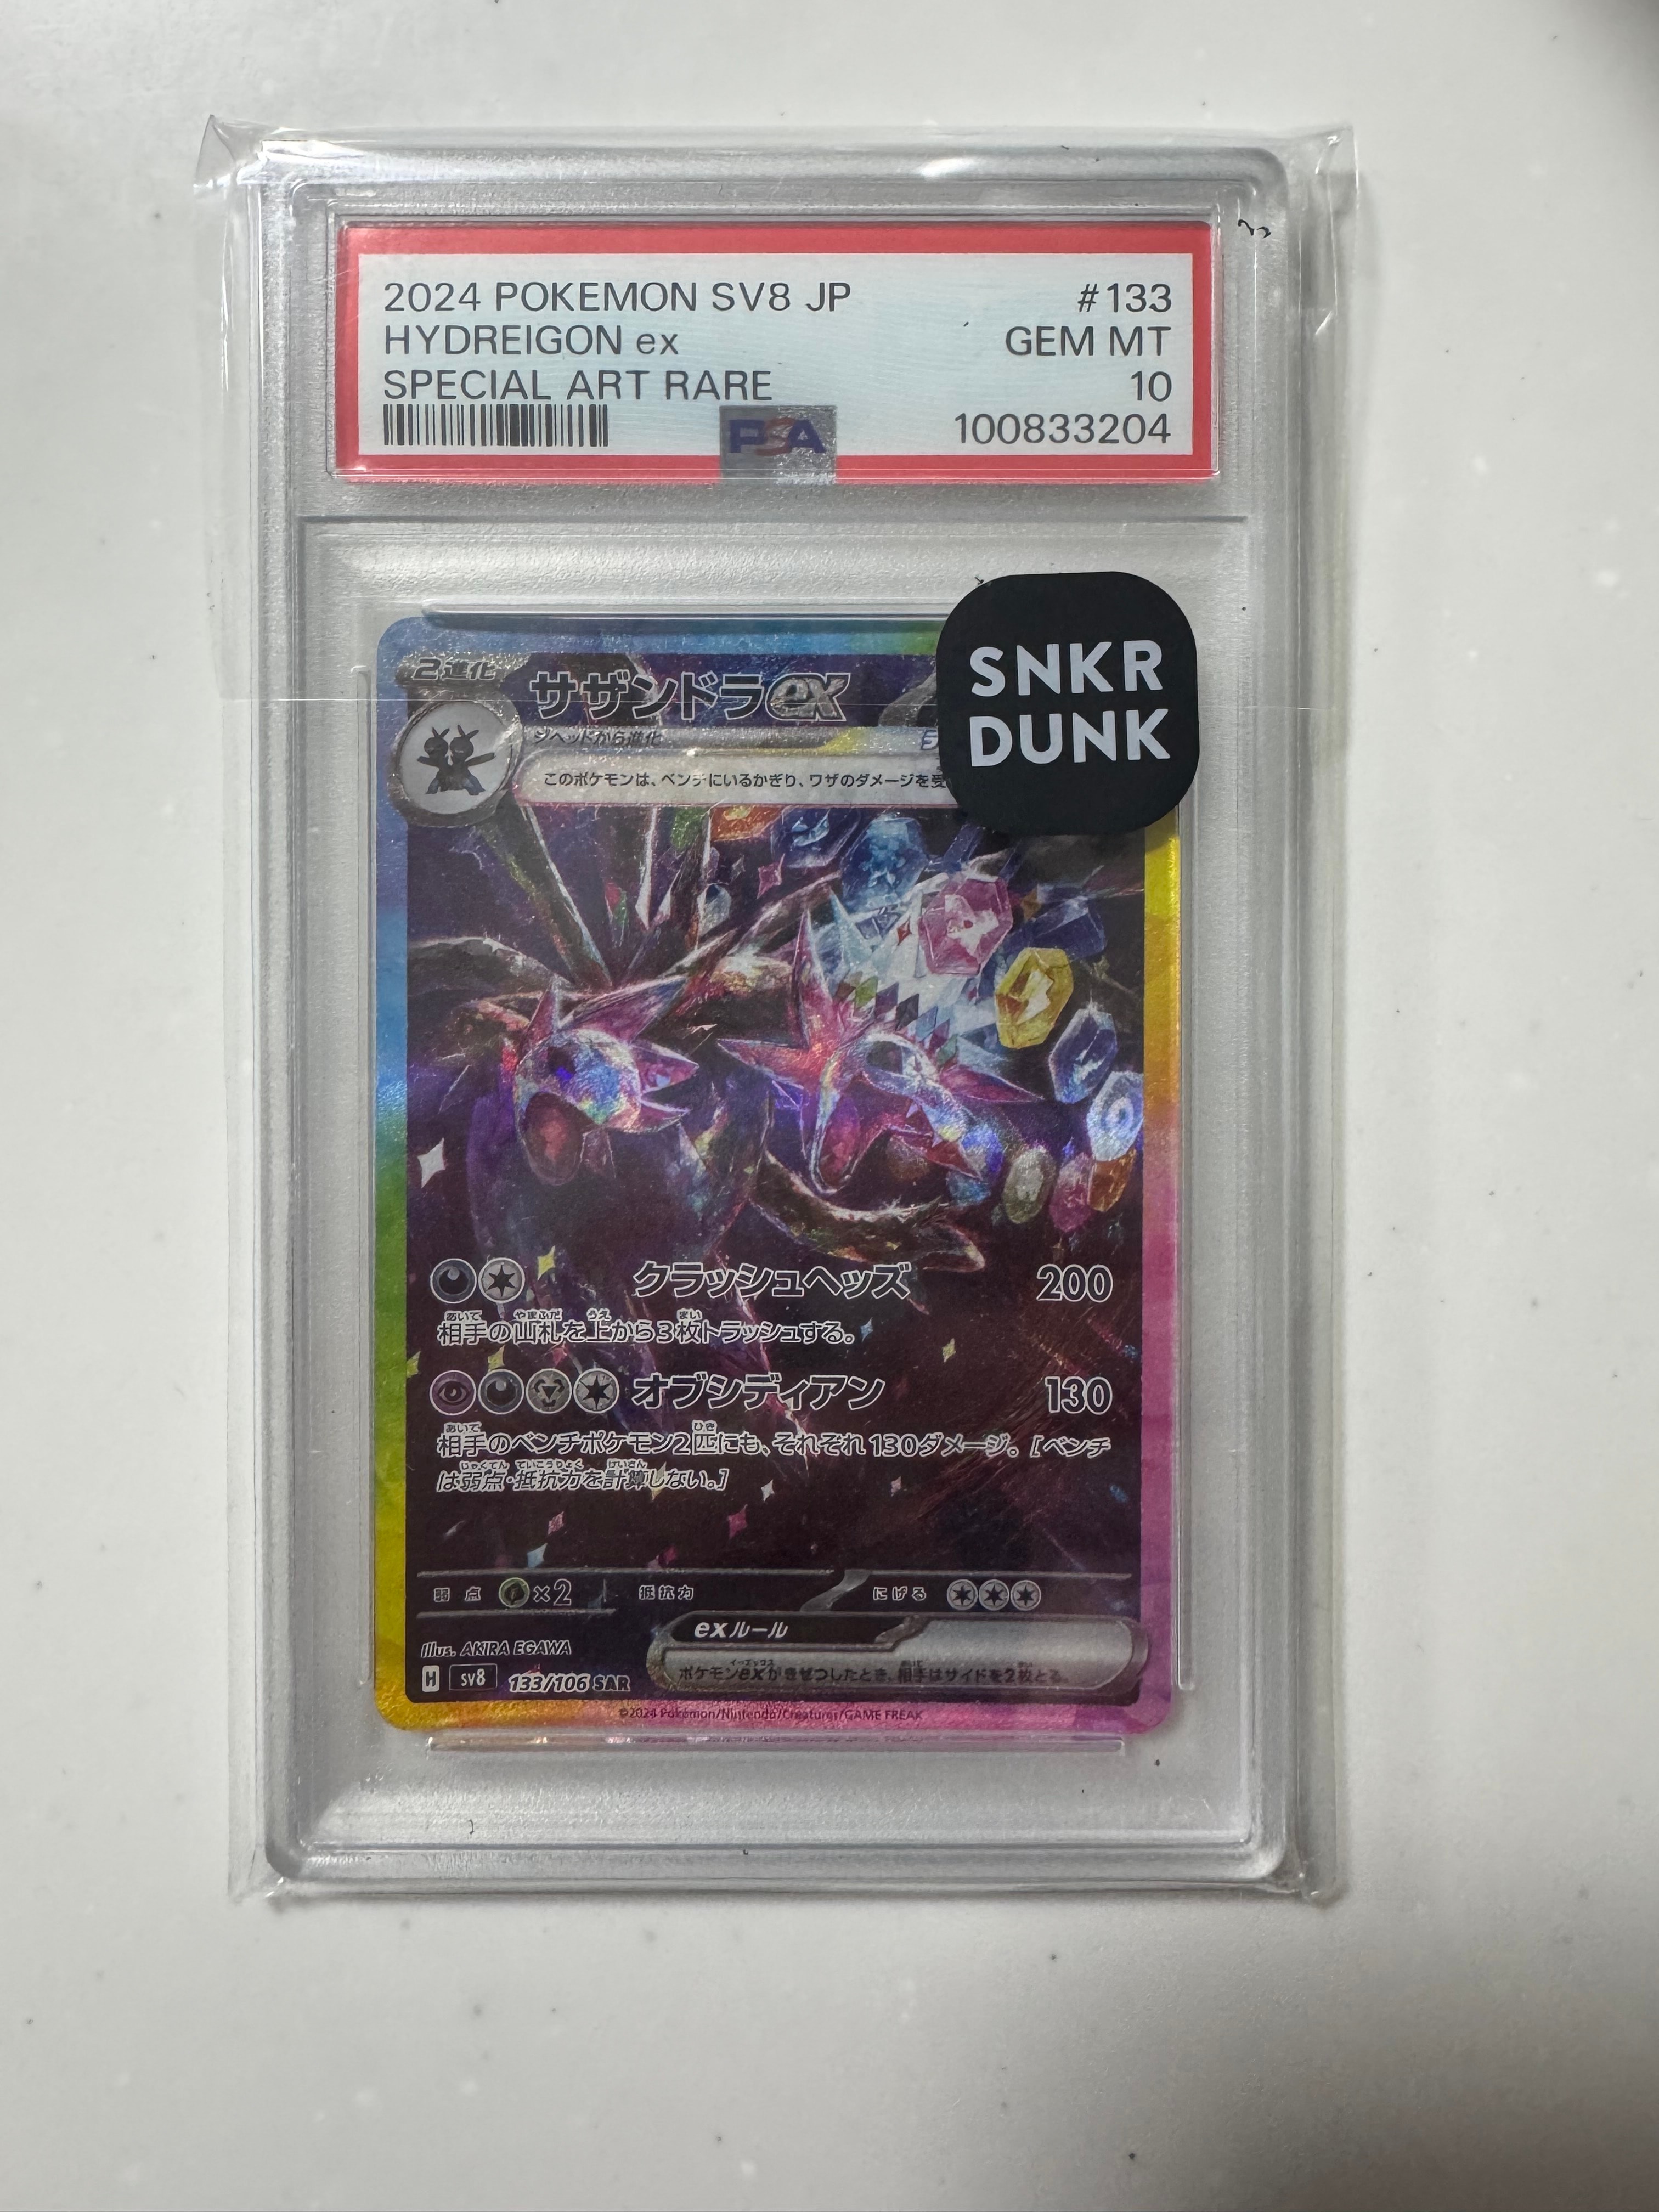 2024 POKEMON SV8 JP #133
HYDREIGON ex GEM MT
SPECIAL ART RARE 10
PSA 100833204
SNKR
DUNK
2進化 サザンドラex
ジヘッドから進化
このポケモンは、ベンチにいるかぎり、ワザのダメージを受
クラッシュヘッズ 200
相手の山札を上から3枚トラッシュする。
オブシディアン 130
相手のベンチポケモン2匹にも、それぞれ130ダメージ。[ベンチ
は弱点・抵抗力を計算しない。]
弱点 ×2 抵抗力 にげる
exルール
ポケモンexがきぜつしたとき、相手はサイドを2枚とる。
Illus. AKIRA EGAWA
H sv8 133/106 SAR
©2024 Pokémon/Nintendo/Creatures/GAME FREAK